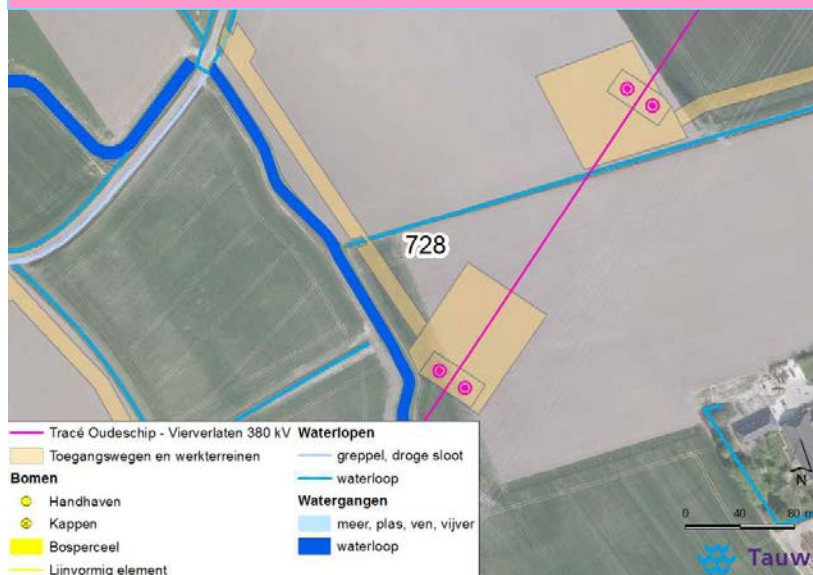 728
Tracé Oudeschip - Vierverlaten 380 kV
Toegangswegen en werkterreinen
Bomen
Handhaven
Kappen
Bosperceel
Lijnvormig element
Waterlopen
greppel, droge sloot
waterloop
Watergangen
meer, plas, ven, vijver
waterloop
N
0 40 80 m
Tauw